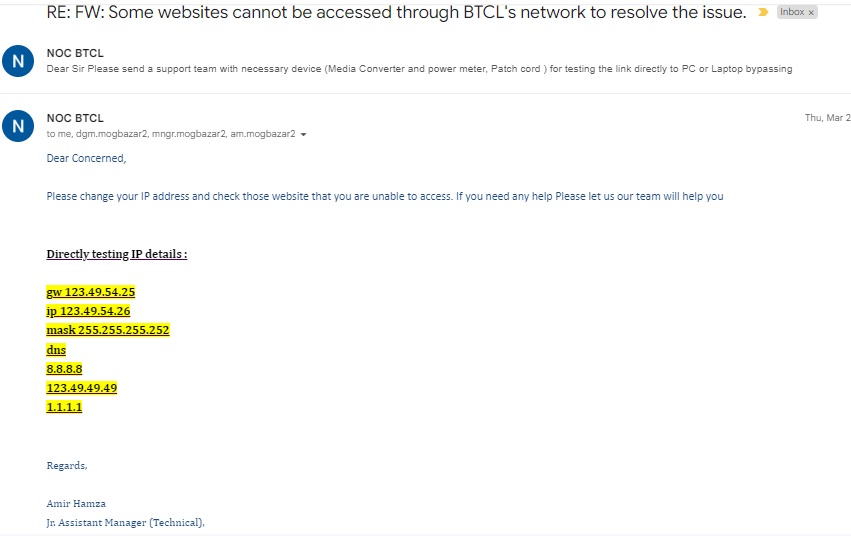 RE: FW: Some websites cannot be accessed through BTCL's network to resolve the issue.
Inbox x
N
NOC BTCL
Dear Sir Please send a support team with necessary device (Media Converter and power meter, Patch cord ) for testing the link directly to PC or Laptop bypassing
N
NOC BTCL
Thu, Mar 2
to me, dgm.mogbazar2, mngr.mogbazar2, am.mogbazar2
Dear Concerned,
Please change your IP address and check those website that you are unable to access. If you need any help Please let us our team will help you
Directly testing IP details :
gw 123.49.54.25
ip 123.49.54.26
mask 255.255.255.252
dns
8.8.8.8
123.49.49.49
1.1.1.1
Regards,
Amir Hamza
Jr. Assistant Manager (Technical),